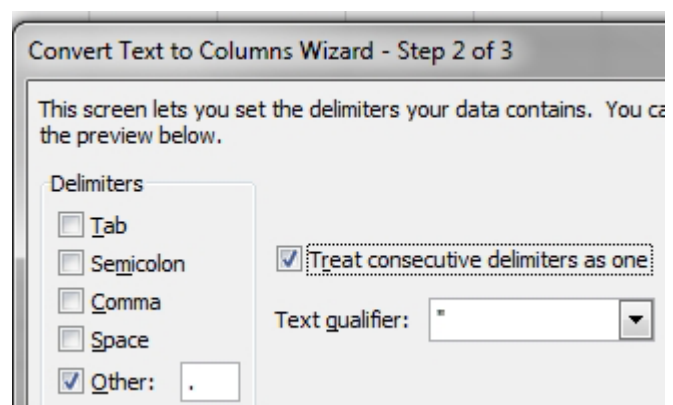 Convert Text to Columns Wizard - Step 2 of 3
This screen lets you set the delimiters your data contains.  You ca
the preview below.
Delimiters
Tab
Semicolon
Treat consecutive delimiters as one
Comma
Text qualifier: "
Space
Other: .